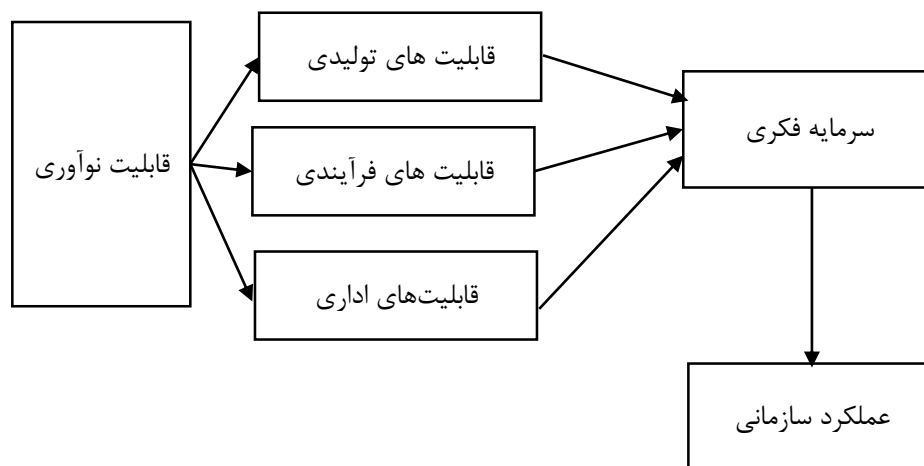 قابلیت نوآوری
قابلیت های تولیدی
قابلیت های فرآیندی
قابلیت‌های اداری
سرمایه فکری
عملکرد سازمانی